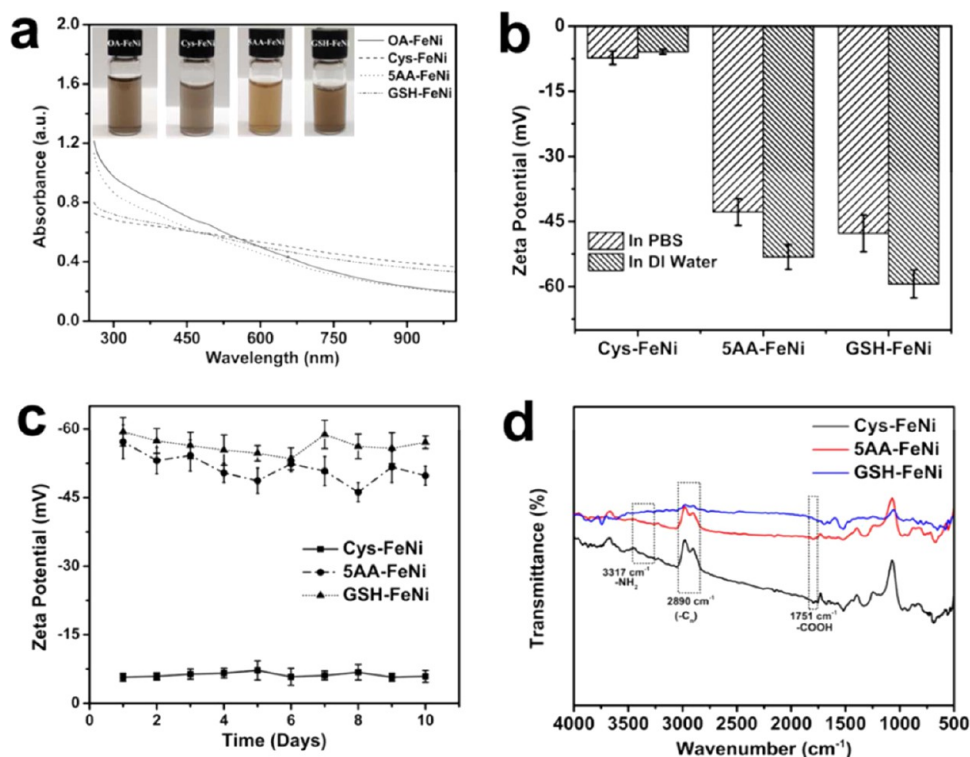 a
2.0
1.6
1.2
0.8
0.4
0.0
Absorbance (a.u.)
OA-FeNi
Cys-FeNi
5AA-FeNi
GSH-FeNi
OA-FeNi
Cys-FeNi
5AA-FeNi
GSH-FeNi
300
450
600
750
900
Wavelength (nm)
b
0
-15
-30
-45
-60
Zeta Potential (mV)
In PBS
In DI Water
Cys-FeNi
5AA-FeNi
GSH-FeNi
c
-60
-45
-30
-15
0
Zeta Potential (mV)
Cys-FeNi
5AA-FeNi
GSH-FeNi
0
2
4
6
8
10
Time (Days)
d
Transmittance (%)
Cys-FeNi
5AA-FeNi
GSH-FeNi
3317 cm⁻¹
-NH₂
2890 cm⁻¹
1751 cm⁻¹
-COOH
4000
3500
3000
2500
2000
1500
1000
500
Wavenumber (cm⁻¹)